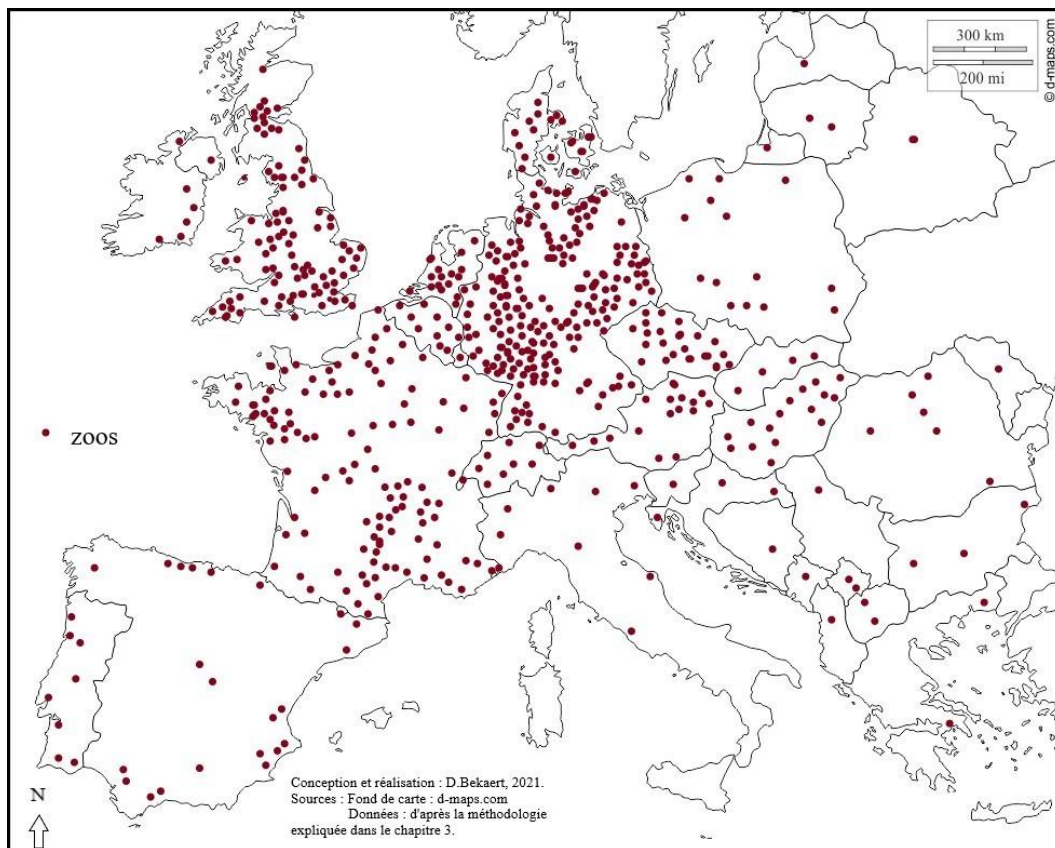 300 km
200 mi
© d-maps.com
ZOOS
Conception et réalisation : D.Bekaert, 2021.
Sources : Fond de carte : d-maps.com
Données : d'après la méthodologie
expliquée dans le chapitre 3.
N